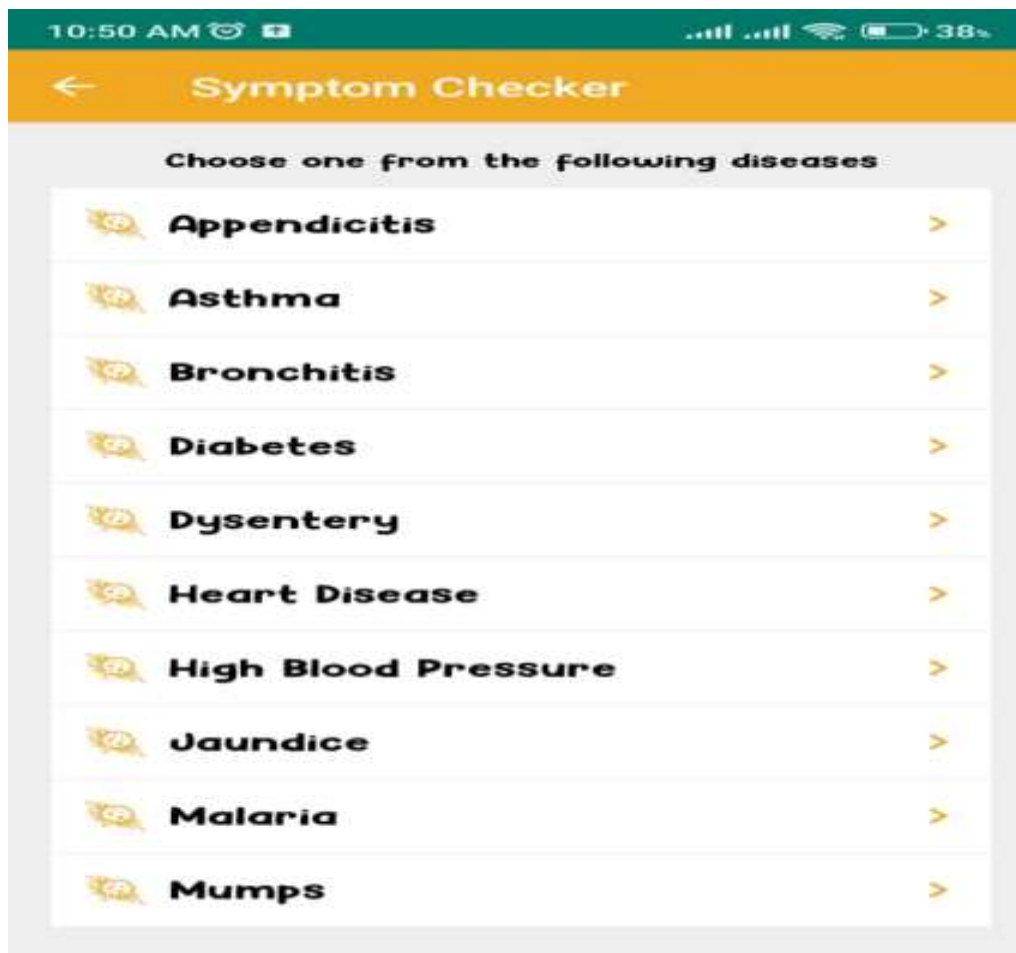 10:50 AM 38%
Symptom Checker
Choose one from the following diseases
Appendicitis >
Asthma >
Bronchitis >
Diabetes >
Dysentery >
Heart Disease >
High Blood Pressure >
Jaundice >
Malaria >
Mumps >